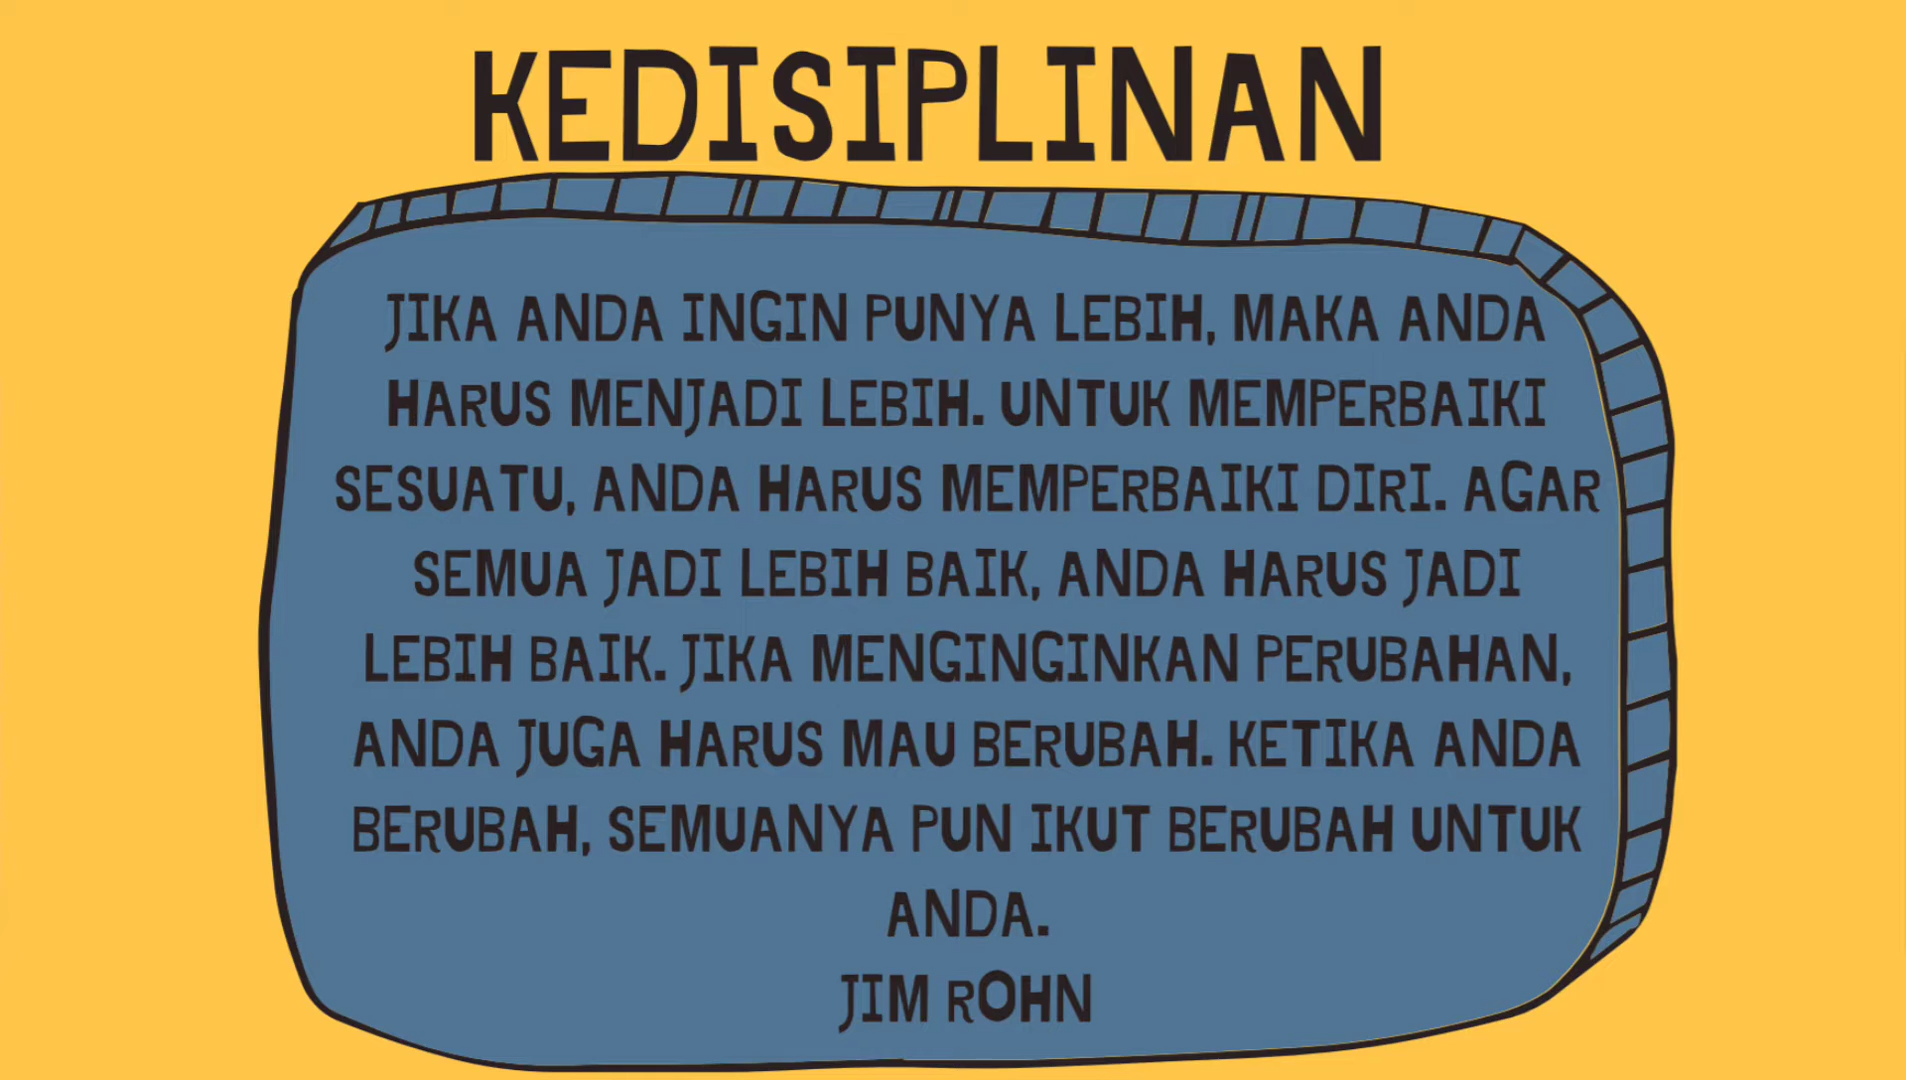 KEDISIPLINAN
JIKA ANDA INGIN PUNYA LEBIH, MAKA ANDA
HARUS MENJADI LEBIH. UNTUK MEMPERBAIKI
SESUATU, ANDA HARUS MEMPERBAIKI DIRI. AGAR
SEMUA JADI LEBIH BAIK, ANDA HARUS JADI
LEBIH BAIK. JIKA MENGINGINKAN PERUBAHAN,
ANDA JUGA HARUS MAU BERUBAH. KETIKA ANDA
BERUBAH, SEMUANYA PUN IKUT BERUBAH UNTUK
ANDA.
JIM ROHN